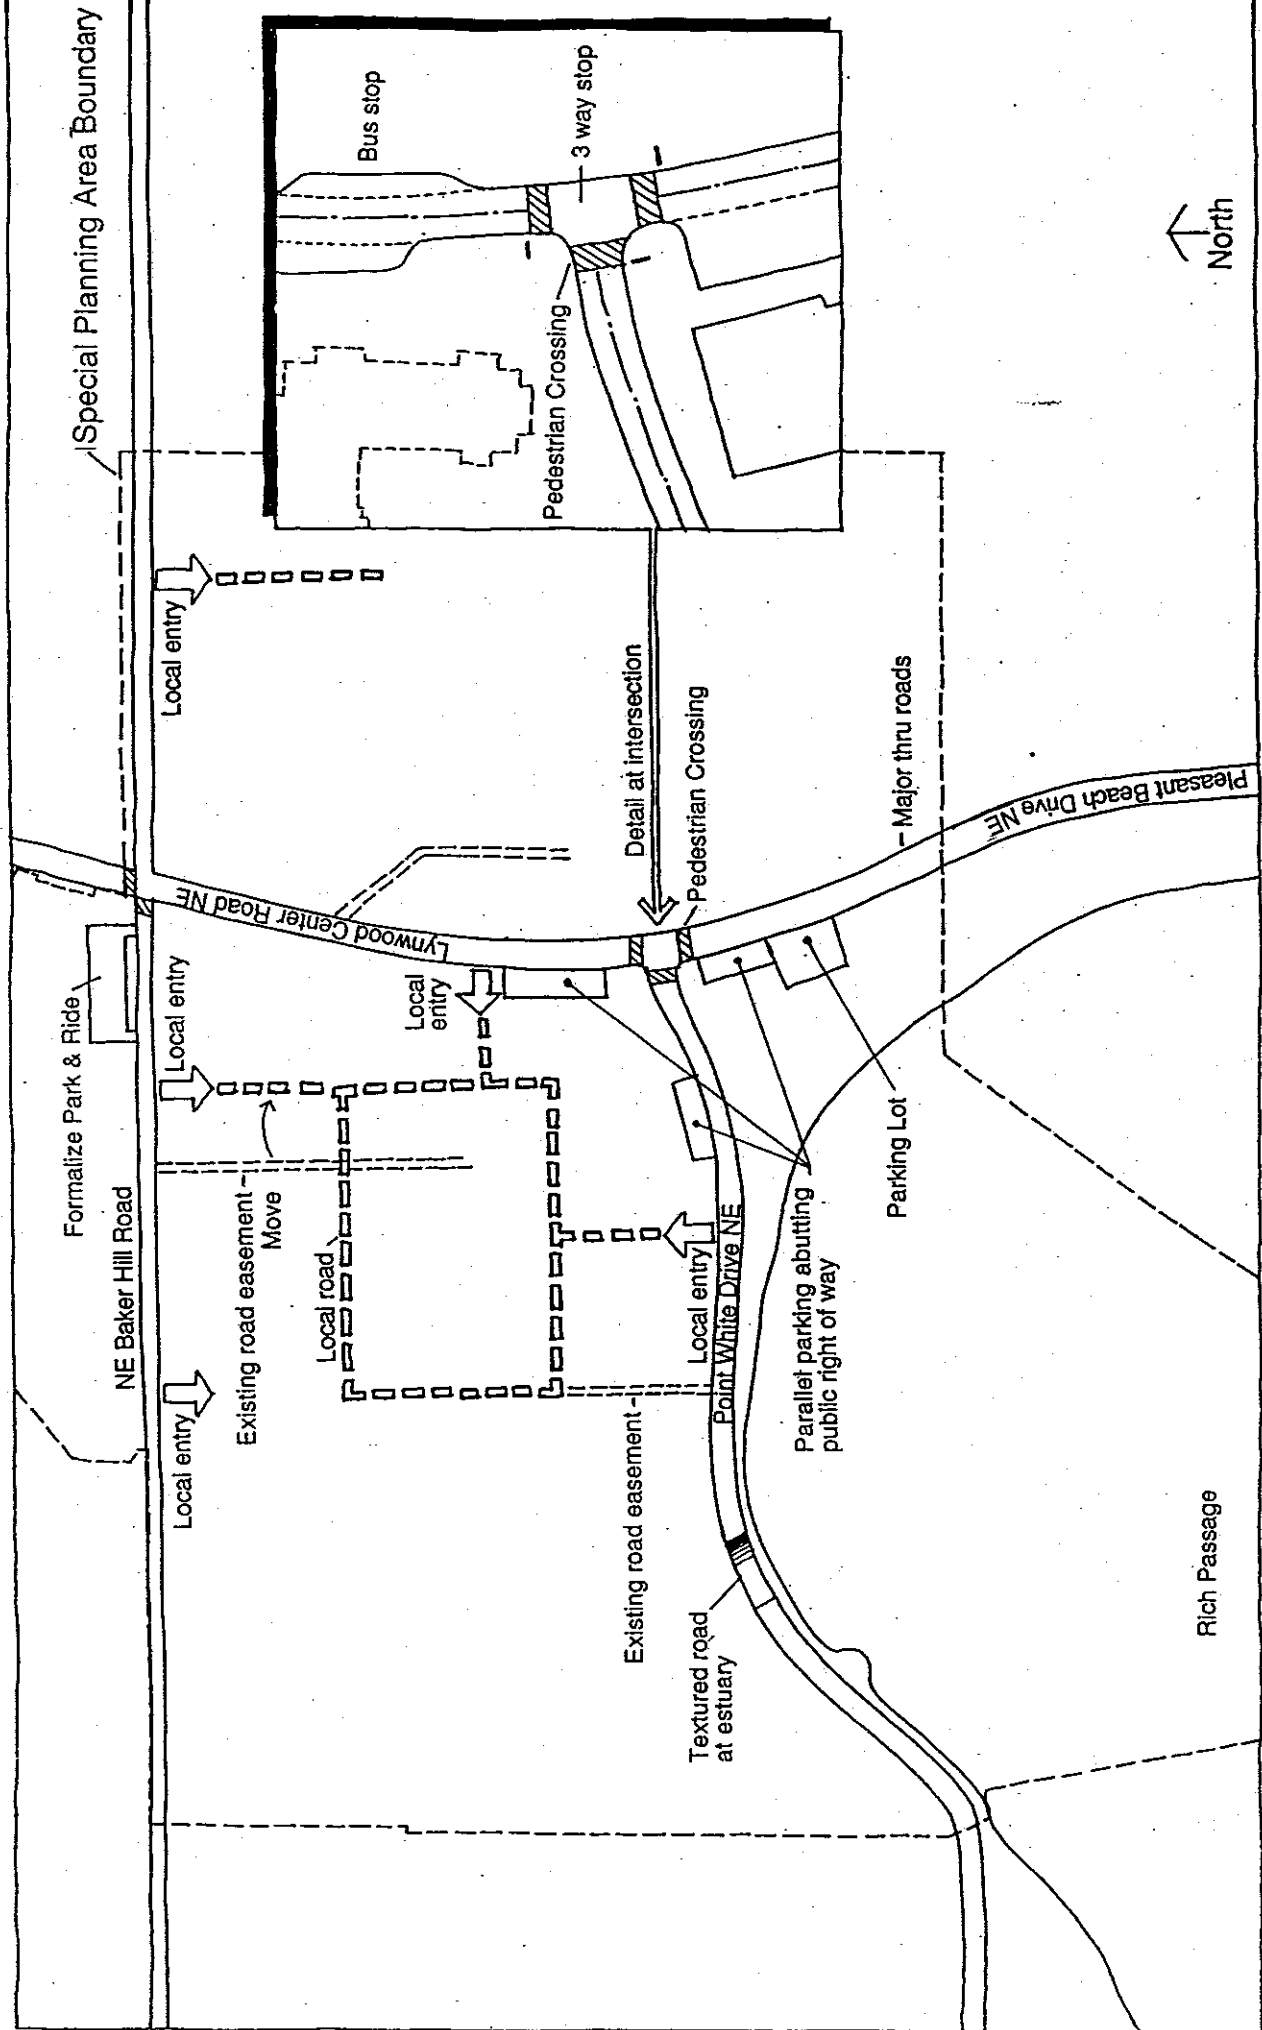 Special Planning Area Boundary
Formalize Park & Ride
NE Baker Hill Road
Local entry
Local entry
Local entry
Existing road easement
Move
Local road
Lynwood Center Road NE
Local
entry
Bus stop
3 way stop
Pedestrian Crossing
Detail at intersection
Pedestrian Crossing
Existing road easement
Local entry
Point White Drive NE
Textured road
at estuary
Parallel parking abutting
public right of way
Parking Lot
Major thru roads
Pleasant Beach Drive NE
Rich Passage
North